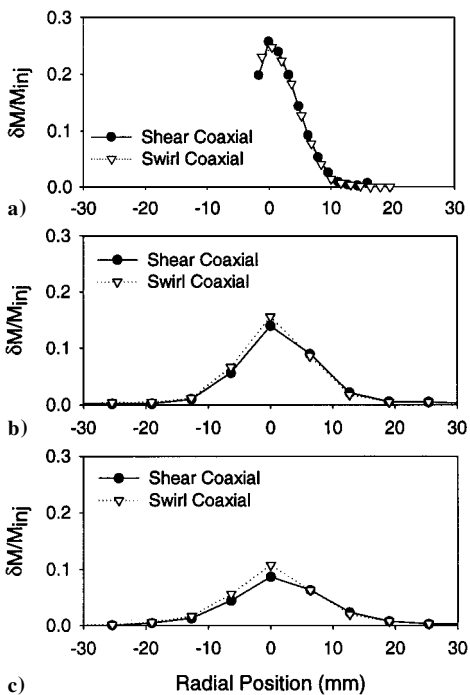 0.3
0.2
0.1
0.0
δM/M_inj
Shear Coaxial
Swirl Coaxial
-30 -20 -10 0 10 20 30
a)
0.3
0.2
0.1
0.0
δM/M_inj
Shear Coaxial
Swirl Coaxial
-30 -20 -10 0 10 20 30
b)
0.3
0.2
0.1
0.0
δM/M_inj
Shear Coaxial
Swirl Coaxial
-30 -20 -10 0 10 20 30
c)
Radial Position (mm)